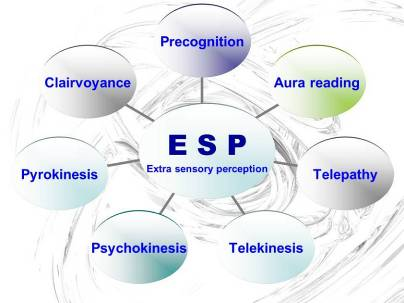 Precognition
Clairvoyance
Aura reading
E S P
Extra sensory perception
Pyrokinesis
Telepathy
Psychokinesis
Telekinesis